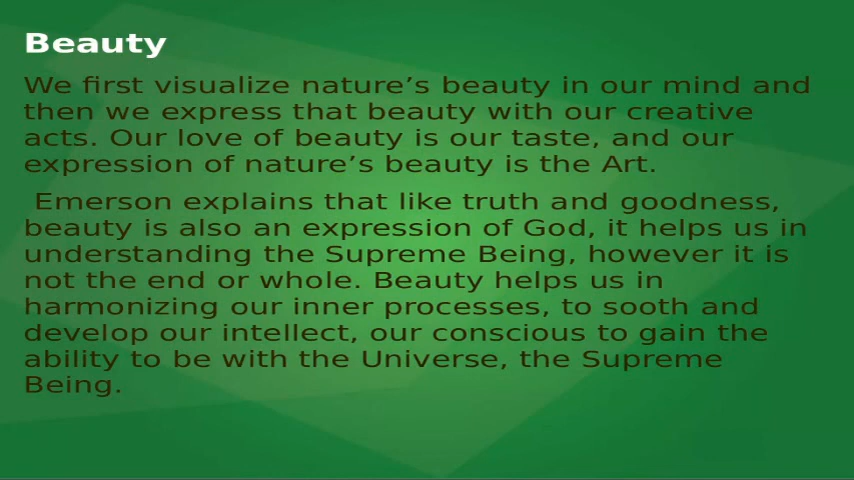 Beauty
We first visualize nature’s beauty in our mind and
then we express that beauty with our creative
acts. Our love of beauty is our taste, and our
expression of nature’s beauty is the Art.
Emerson explains that like truth and goodness,
beauty is also an expression of God, it helps us in
understanding the Supreme Being, however it is
not the end or whole. Beauty helps us in
harmonizing our inner processes, to sooth and
develop our intellect, our conscious to gain the
ability to be with the Universe, the Supreme
Being.